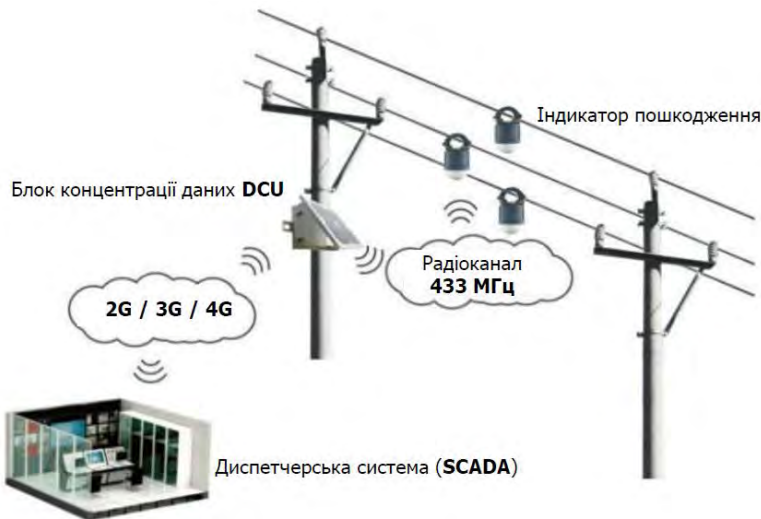 Індикатор пошкодження
Блок концентрації даних DCU
Радіоканал
433 МГц
2G / 3G / 4G
Диспетчерська система (SCADA)